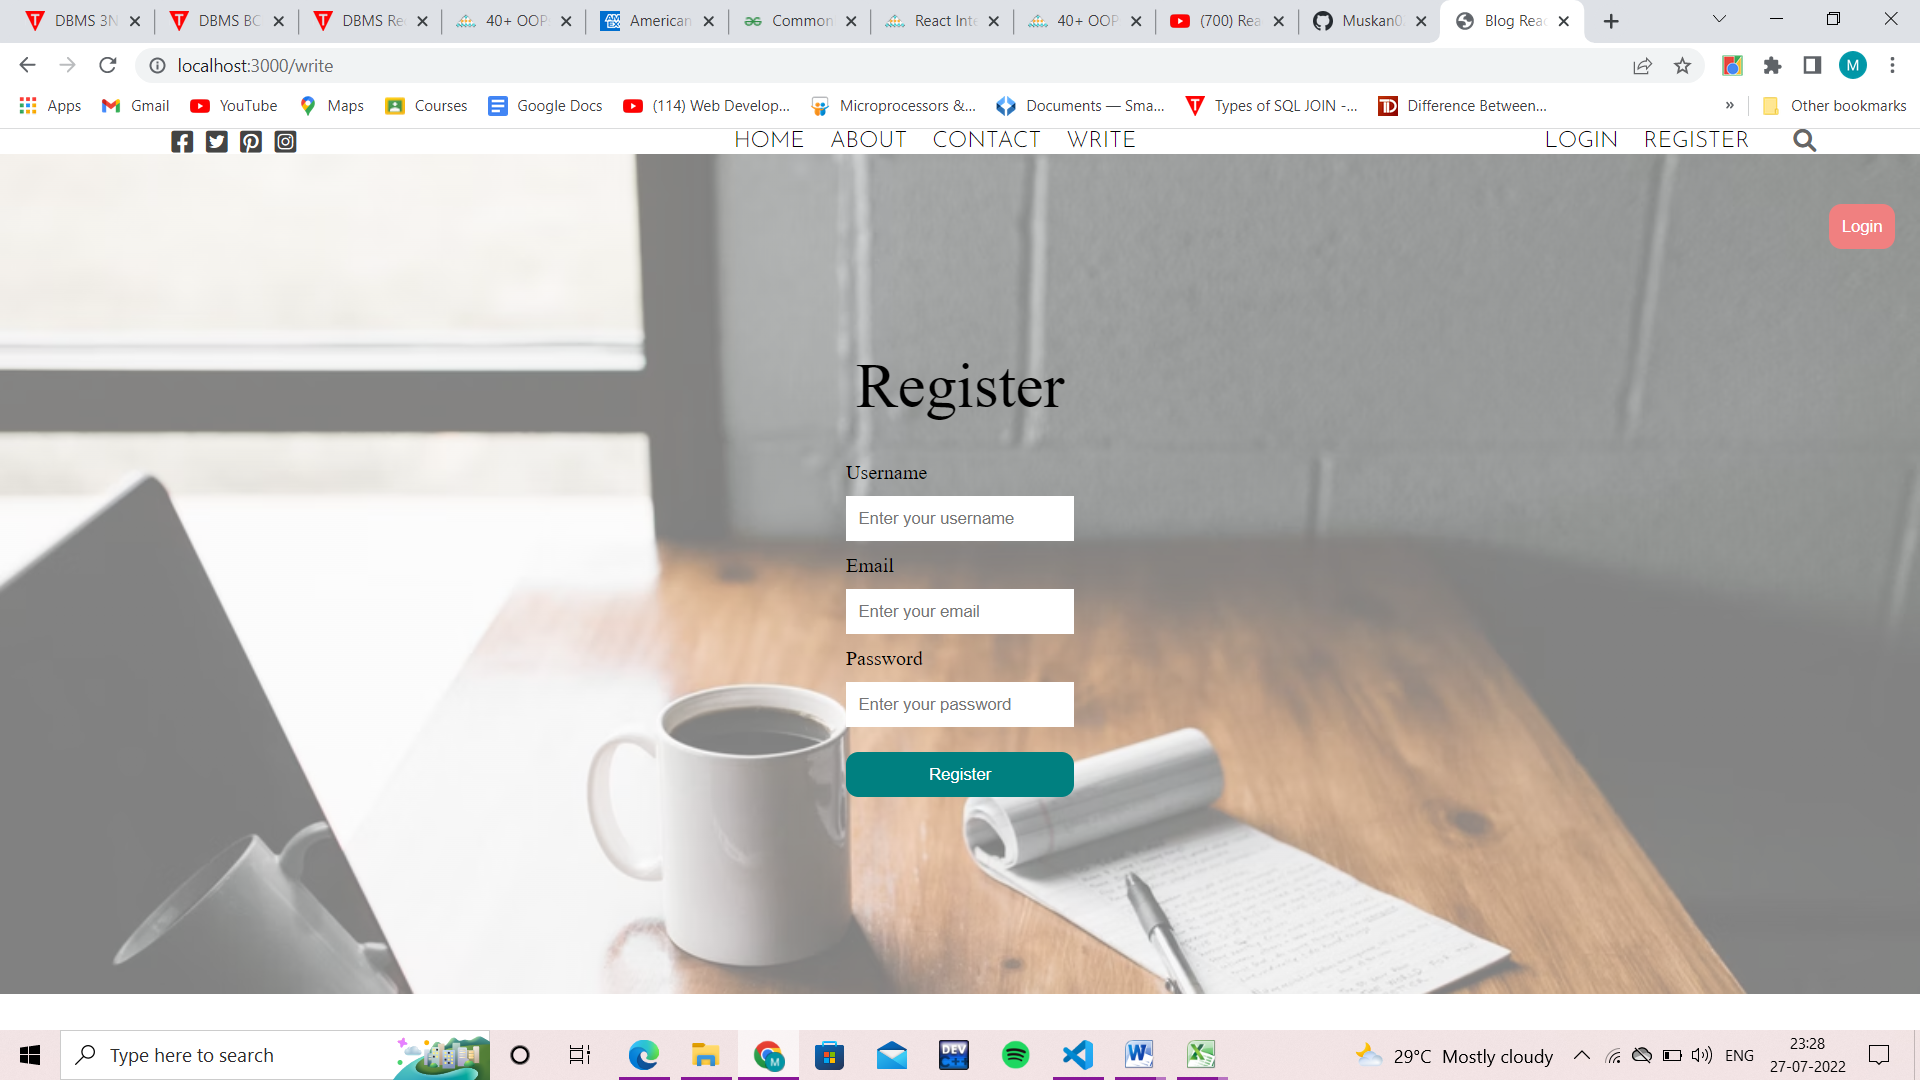 DBMS 3N
DBMS BC
DBMS Re
40+ OOP
American
Common
React Inte
40+ OOP
(700) Rea
Muskan0
Blog Reac
localhost:3000/write
M
Apps
Gmail
YouTube
Maps
Courses
Google Docs
(114) Web Develop...
Microprocessors &...
Documents — Sma...
Types of SQL JOIN -...
Difference Between...
»
Other bookmarks
HOME ABOUT CONTACT WRITE
LOGIN REGISTER
Login
Register
Username
Enter your username
Email
Enter your email
Password
Enter your password
Register
Type here to search
DEV
29°C Mostly cloudy
ENG
23:28
27-07-2022